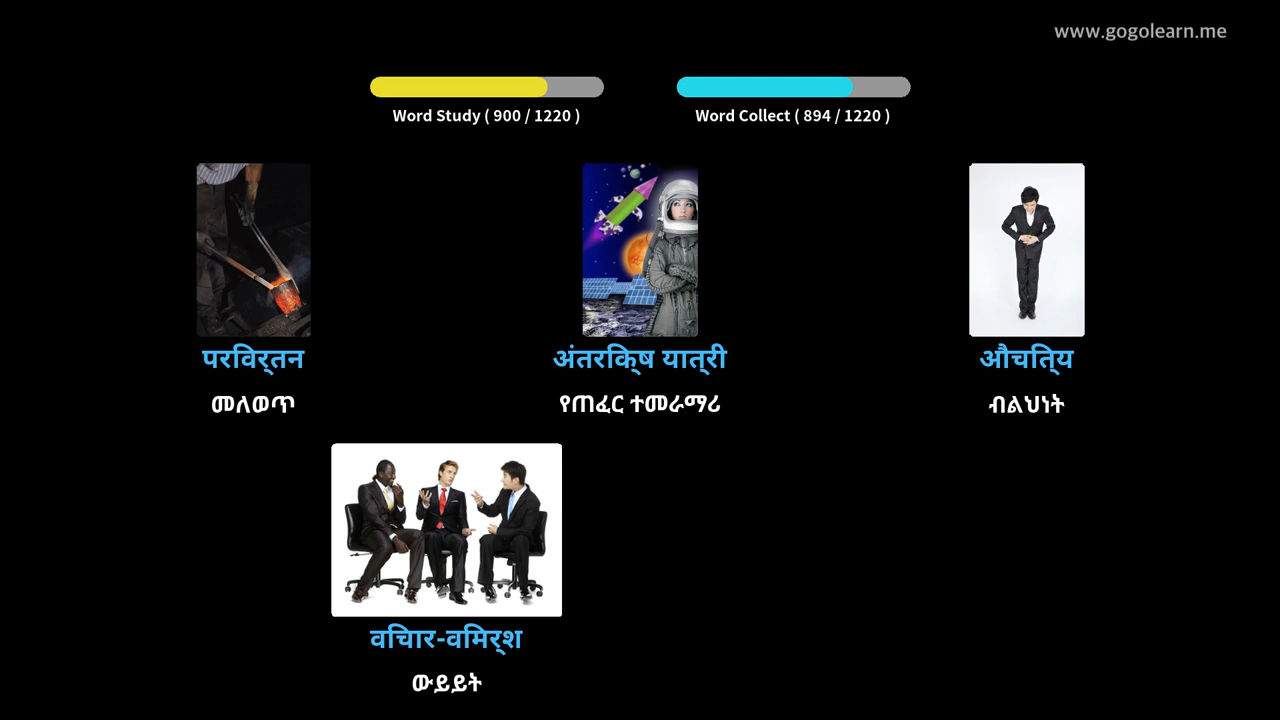 www.gogolearn.me
Word Study ( 900 / 1220 )
Word Collect ( 894 / 1220 )
परिवर्तन
अंतरिक्ष यात्री
औचित्य
መለወጥ
የጠፈር ተመራማሪ
ብልህነት
विचार-विमर्श
ውይይት